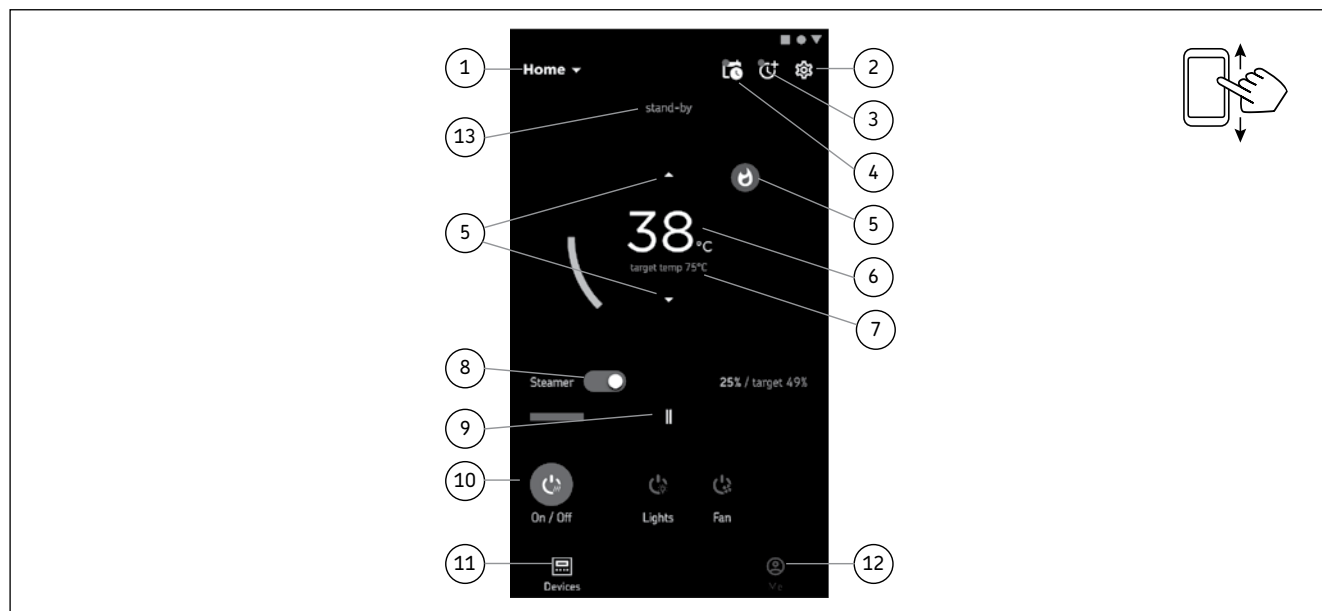 1
Home
2
3
stand-by
13
4
5
5
38°C
6
target temp 75°C
7
8
Steamer
25% / target 49%
9
10
On / Off
Lights
Fan
11
12
Devices
Me